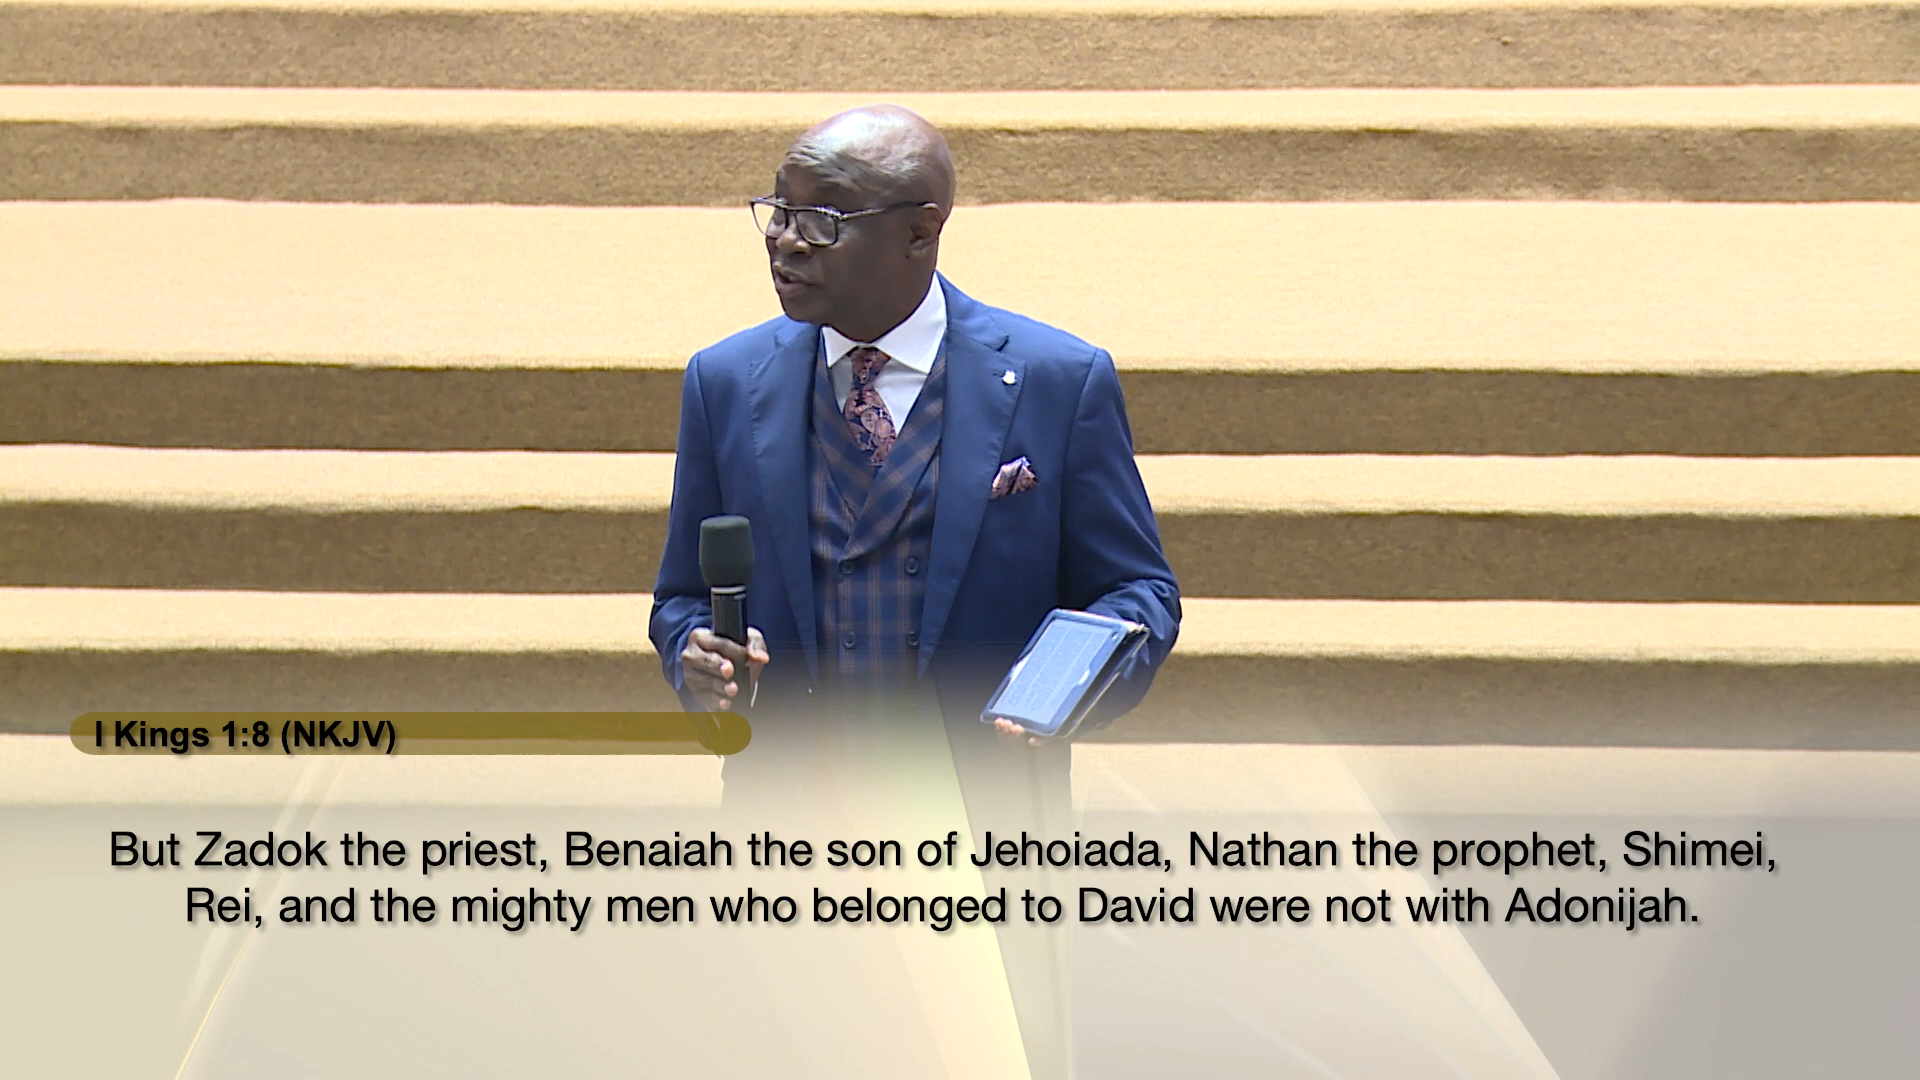 I Kings 1:8 (NKJV)
But Zadok the priest, Benaiah the son of Jehoiada, Nathan the prophet, Shimei,
Rei, and the mighty men who belonged to David were not with Adonijah.